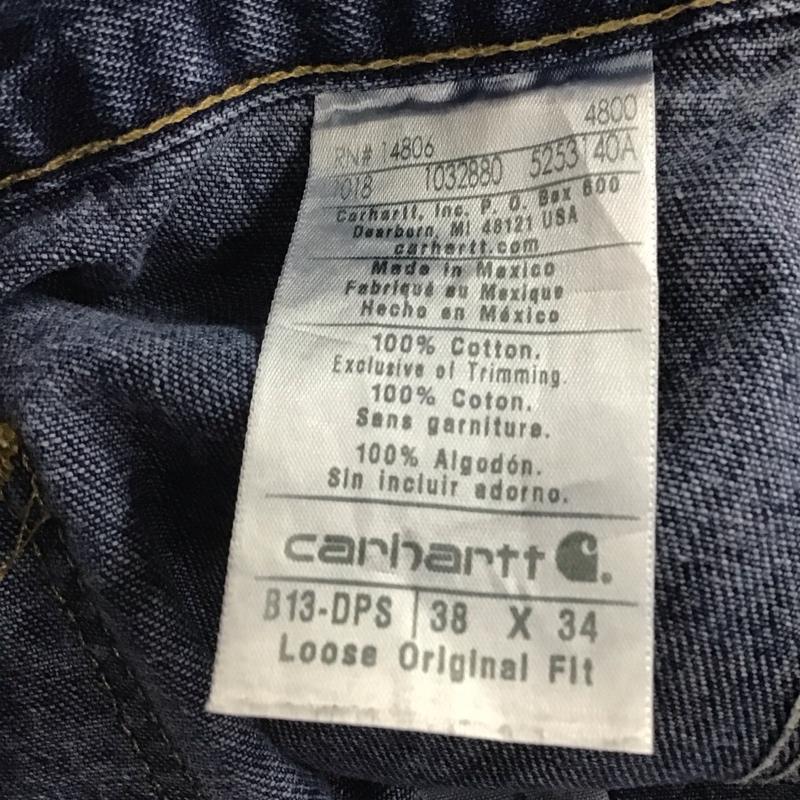 4800
RN# 14806
1018 1032880 5253140A
Carhartt, Inc. P. O. Box 600
Dearborn, MI 48121 USA
carhartt.com
Made in Mexico
Fabriqué au Mexique
Hecho en México
100% Cotton.
Exclusive of Trimming.
100% Coton.
Sans garniture.
100% Algodón.
Sin incluir adorno.
carhartt
B13-DPS 38 X 34
Loose Original Fit